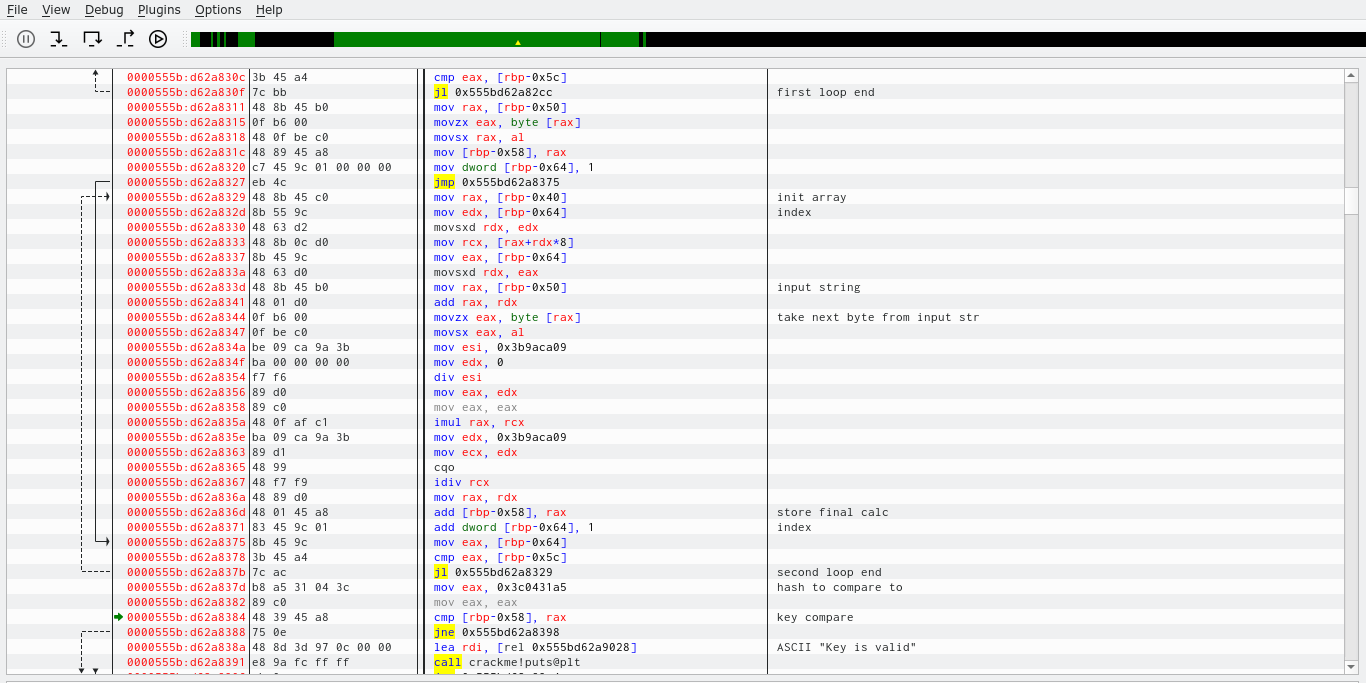 File View Debug Plugins Options Help
0000555b:d62a830c 3b 45 a4 cmp eax, [rbp-0x5c]
0000555b:d62a830f 7c bb jl 0x555bd62a82cc first loop end
0000555b:d62a8311 48 8b 45 b0 mov rax, [rbp-0x50]
0000555b:d62a8315 0f b6 00 movzx eax, byte [rax]
0000555b:d62a8318 48 0f be c0 movsx rax, al
0000555b:d62a831c 48 89 45 a8 mov [rbp-0x58], rax
0000555b:d62a8320 c7 45 9c 01 00 00 00 mov dword [rbp-0x64], 1
0000555b:d62a8327 eb 4c jmp 0x555bd62a8375
0000555b:d62a8329 48 8b 45 c0 mov rax, [rbp-0x40] init array
0000555b:d62a832d 8b 55 9c mov edx, [rbp-0x64] index
0000555b:d62a8330 48 63 d2 movsxd rdx, edx
0000555b:d62a8333 48 8b 0c d0 mov rcx, [rax+rdx*8]
0000555b:d62a8337 8b 45 9c mov eax, [rbp-0x64]
0000555b:d62a833a 48 63 d0 movsxd rdx, eax
0000555b:d62a833d 48 8b 45 b0 mov rax, [rbp-0x50] input string
0000555b:d62a8341 48 01 d0 add rax, rdx
0000555b:d62a8344 0f b6 00 movzx eax, byte [rax] take next byte from input str
0000555b:d62a8347 0f be c0 movsx eax, al
0000555b:d62a834a be 09 ca 9a 3b mov esi, 0x3b9aca09
0000555b:d62a834f ba 00 00 00 00 mov edx, 0
0000555b:d62a8354 f7 f6 div esi
0000555b:d62a8356 89 d0 mov eax, edx
0000555b:d62a8358 89 c0 mov eax, eax
0000555b:d62a835a 48 0f af c1 imul rax, rcx
0000555b:d62a835e ba 09 ca 9a 3b mov edx, 0x3b9aca09
0000555b:d62a8363 89 d1 mov ecx, edx
0000555b:d62a8365 48 99 cqo
0000555b:d62a8367 48 f7 f9 idiv rcx
0000555b:d62a836a 48 89 d0 mov rax, rdx
0000555b:d62a836d 48 01 45 a8 add [rbp-0x58], rax store final calc
0000555b:d62a8371 83 45 9c 01 add dword [rbp-0x64], 1 index
0000555b:d62a8375 8b 45 9c mov eax, [rbp-0x64]
0000555b:d62a8378 3b 45 a4 cmp eax, [rbp-0x5c]
0000555b:d62a837b 7c ac jl 0x555bd62a8329 second loop end
0000555b:d62a837d b8 a5 31 04 3c mov eax, 0x3c0431a5 hash to compare to
0000555b:d62a8382 89 c0 mov eax, eax
0000555b:d62a8384 48 39 45 a8 cmp [rbp-0x58], rax key compare
0000555b:d62a8388 75 0e jne 0x555bd62a8398
0000555b:d62a838a 48 8d 3d 97 0c 00 00 lea rdi, [rel 0x555bd62a9028] ASCII "Key is valid"
0000555b:d62a8391 e8 9a fc ff ff call crackme!puts@plt